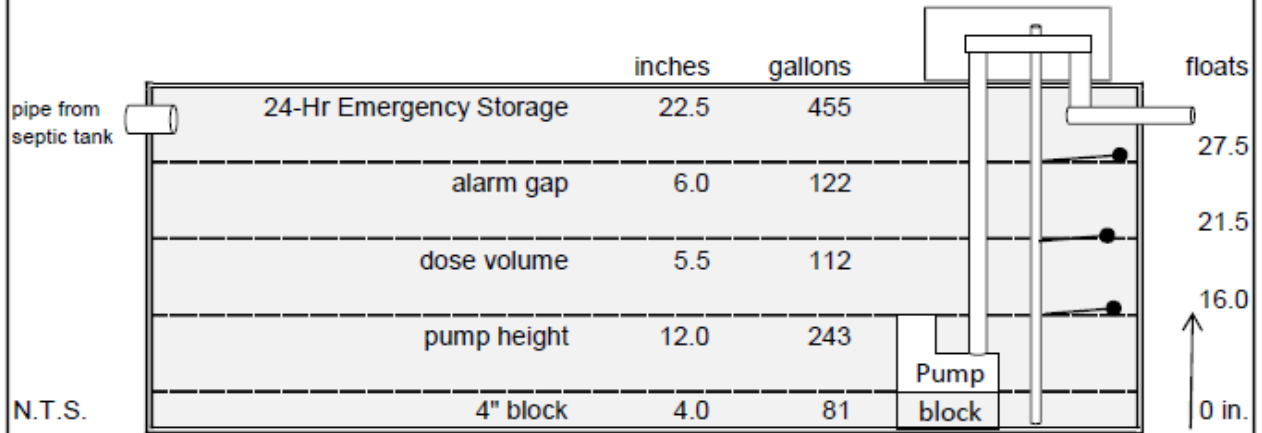 inches gallons floats
pipe from
septic tank
24-Hr Emergency Storage 22.5 455
27.5
alarm gap 6.0 122
21.5
dose volume 5.5 112
16.0
pump height 12.0 243
Pump
N.T.S. 4" block 4.0 81 block 0 in.